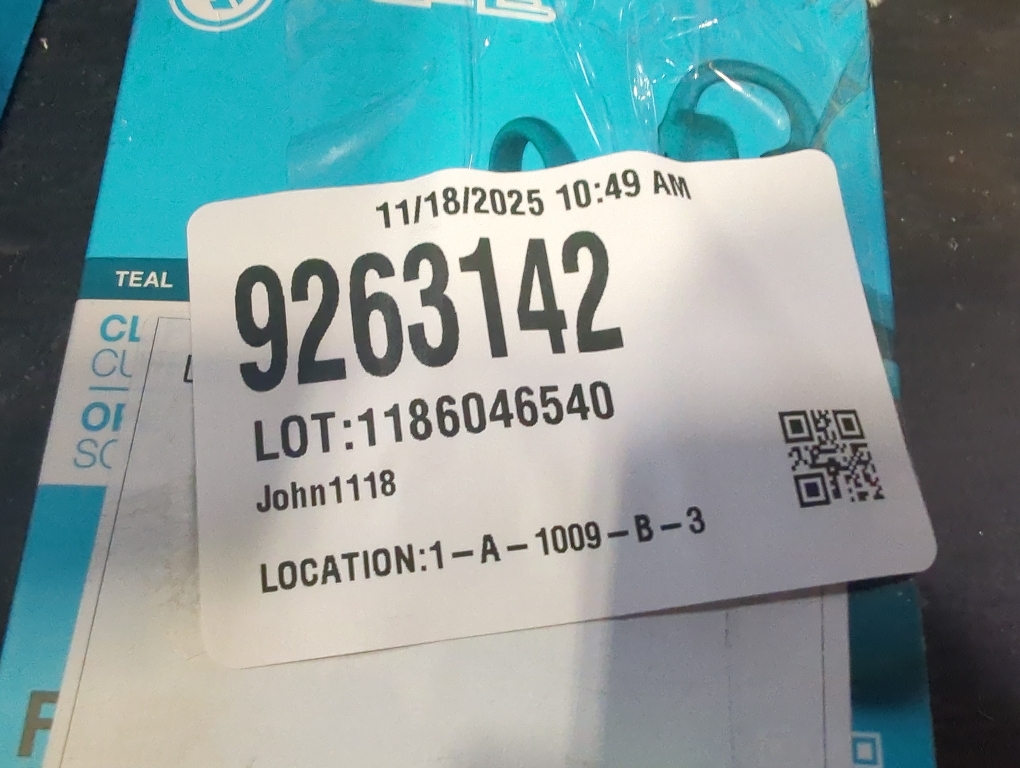 11/18/2025 10:49 AM
9263142
LOT:1186046540
John1118
LOCATION:1-A-1009-B-3
TEAL